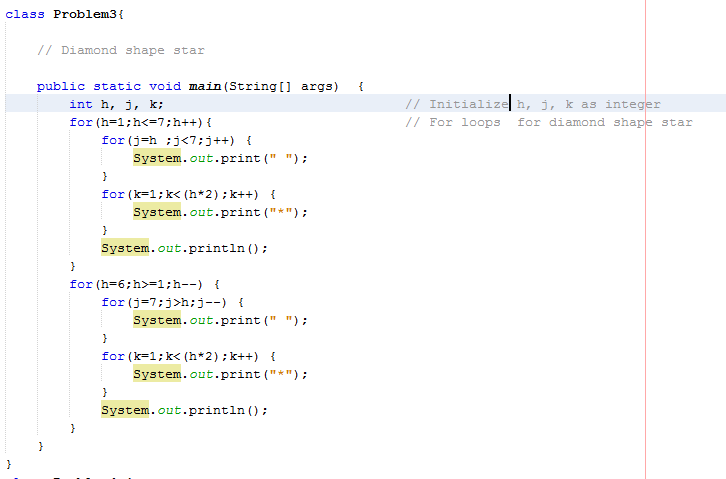 class Problem3{
// Diamond shape star
public static void main(String[] args)  {
int h, j, k;                              // Initialize h, j, k as integer
for(h=1;h<=7;h++){                        // For loops  for diamond shape star
for(j=h ;j<7;j++) {
System.out.print(" ");
}
for(k=1;k<(h*2);k++) {
System.out.print("*");
}
System.out.println();
}
for(h=6;h>=1;h--) {
for(j=7;j>h;j--) {
System.out.print(" ");
}
for(k=1;k<(h*2);k++) {
System.out.print("*");
}
System.out.println();
}
}
}